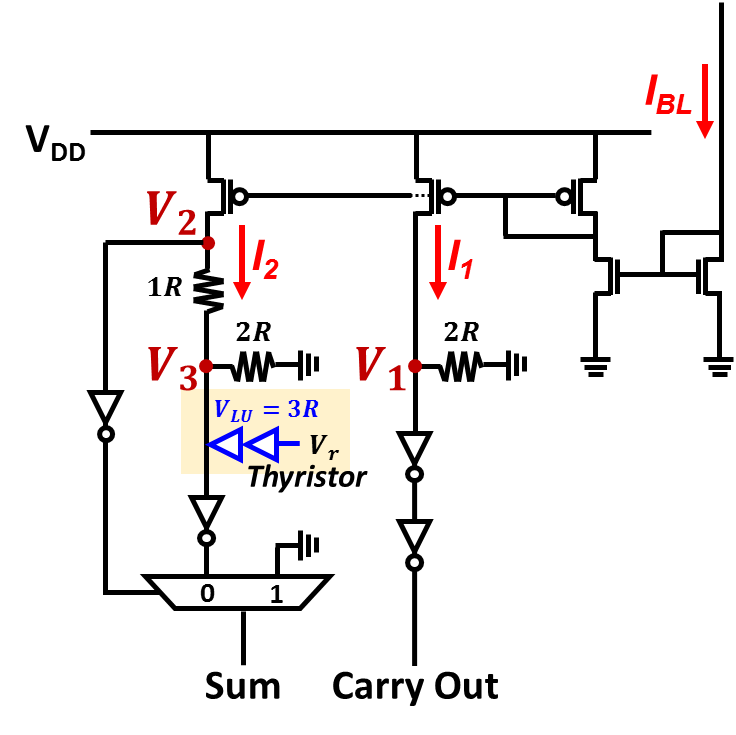 I_BL
V_DD
V_2
I_2
I_1
1R
2R
2R
V_3
V_1
V_LU = 3R
V_r
Thyristor
0 1
Sum Carry Out